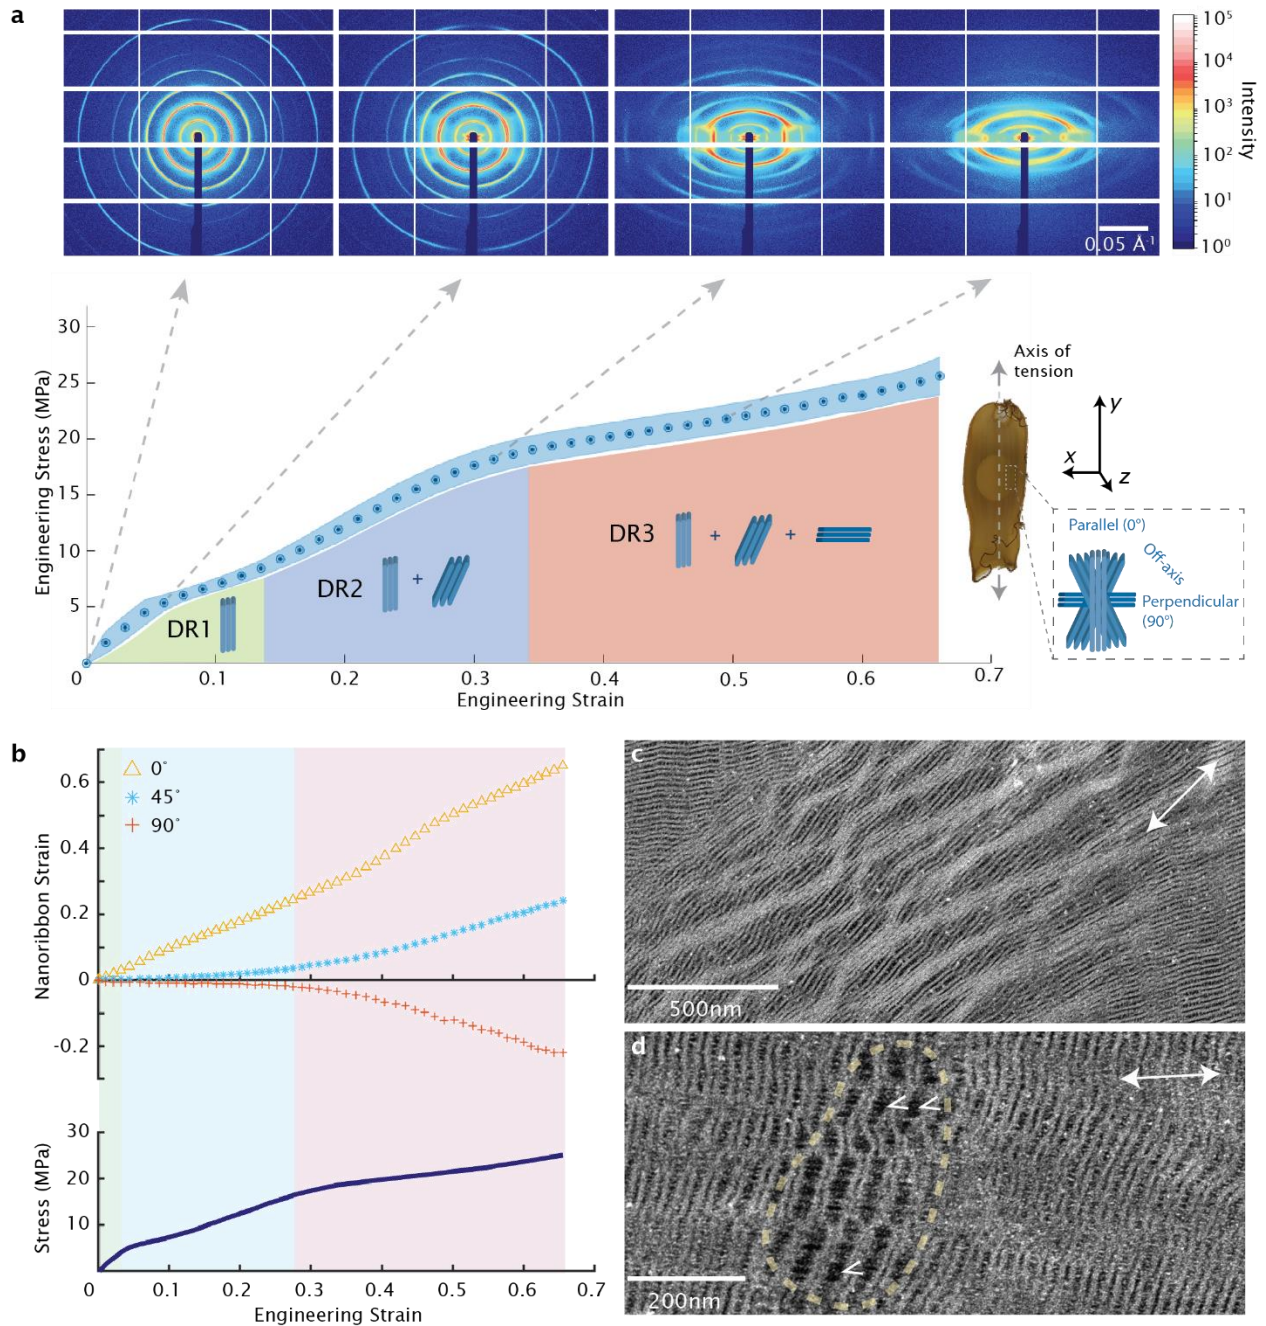 a
10⁵
10⁴
10³
10²
10¹
10⁰
Intensity
0.05 Å⁻¹
30
25
20
15
10
5
0
0.1
0.2
0.3
0.4
0.5
0.6
0.7
Engineering Stress (MPa)
Engineering Strain
DR1
DR2
+
DR3
+
+
Axis of
tension
y
x
z
Parallel (0°)
Off-axis
Perpendicular
(90°)
b
0°
45°
90°
0.6
0.4
0.2
0
-0.2
Nanoribbon Strain
30
20
10
Stress (MPa)
0
0.1
0.2
0.3
0.4
0.5
0.6
0.7
Engineering Strain
c
500nm
d
200nm